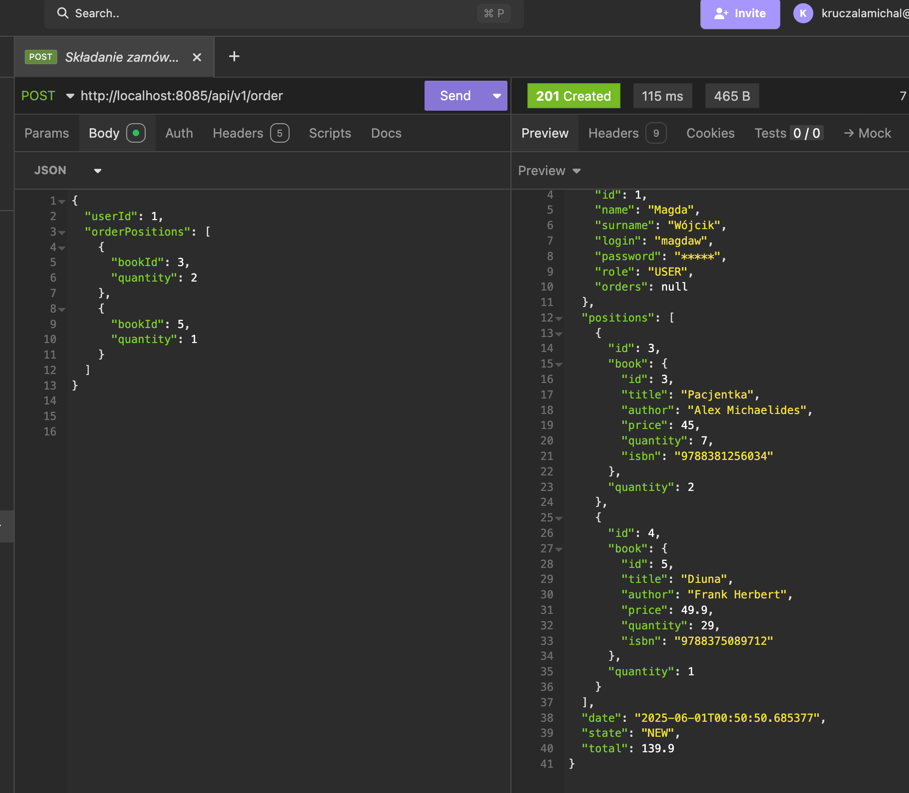 Search..
⌘ P
Invite
K
kruczalamichal@
POST Składanie zamów... × +
POST http://localhost:8085/api/v1/order
Send
201 Created
115 ms
465 B
7
Params Body Auth Headers 5 Scripts Docs
Preview Headers 9 Cookies Tests 0 / 0 → Mock
JSON
Preview
1 {
2 "userId": 1,
3 "orderPositions": [
4 {
5 "bookId": 3,
6 "quantity": 2
7 },
8 {
9 "bookId": 5,
10 "quantity": 1
11 }
12 ]
13 }
14
15
16
4 "id": 1,
5 "name": "Magda",
6 "surname": "Wójcik",
7 "login": "magdaw",
8 "password": "*****",
9 "role": "USER",
10 "orders": null
11 },
12 "positions": [
13 {
14 "id": 3,
15 "book": {
16 "id": 3,
17 "title": "Pacjentka",
18 "author": "Alex Michaelides",
19 "price": 45,
20 "quantity": 7,
21 "isbn": "9788381256034"
22 },
23 "quantity": 2
24 },
25 {
26 "id": 4,
27 "book": {
28 "id": 5,
29 "title": "Diuna",
30 "author": "Frank Herbert",
31 "price": 49.9,
32 "quantity": 29,
33 "isbn": "9788375089712"
34 },
35 "quantity": 1
36 }
37 ],
38 "date": "2025-06-01T00:50:50.685377",
39 "state": "NEW",
40 "total": 139.9
41 }